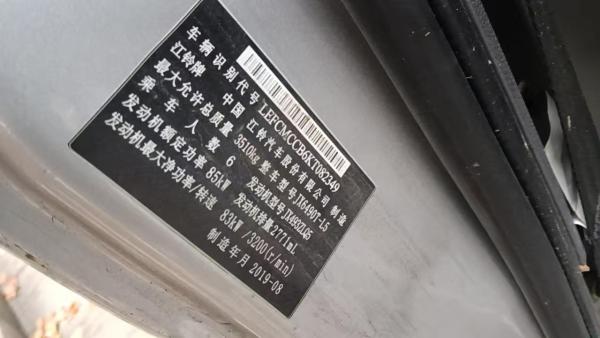 车辆识别代号 LEFCMCCB6KT082349
江铃牌 中国 江铃汽车股份有限公司 制造
最大允许总质量 3510kg 整车型号 JX6490T-L5
乘车人数 6 发动机型号 JX493ZLQ5
发动机额定功率 85kW 发动机排量 2771mL
发动机最大净功率/转速 83kW /3200(r/min)
制造年月 2019-08